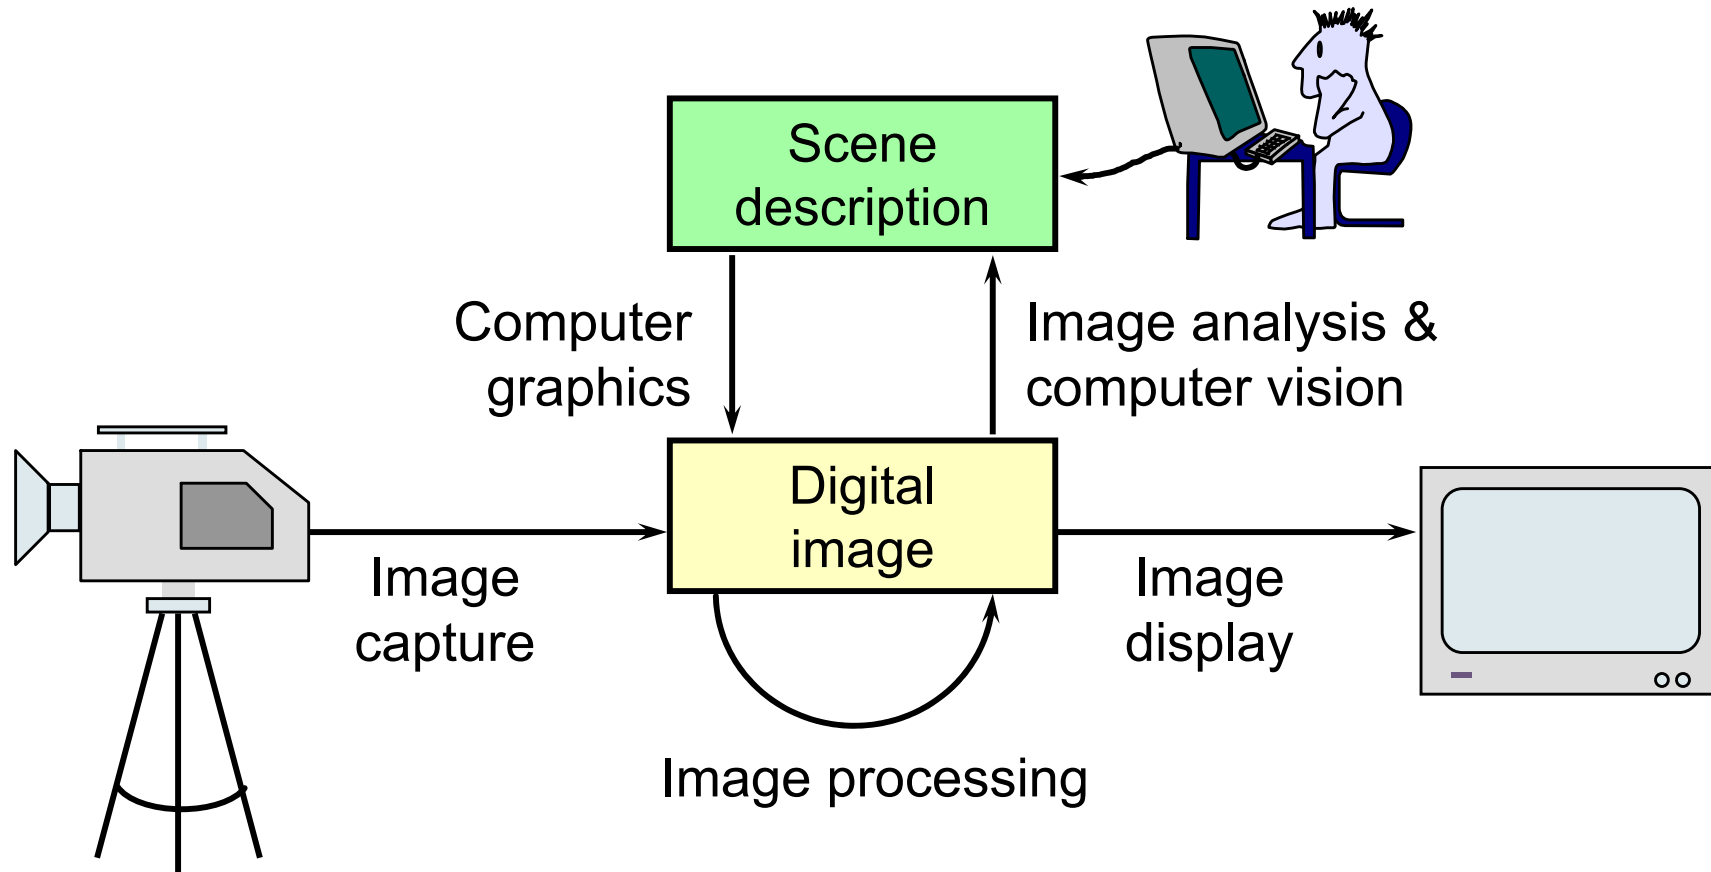 Scene
description
Computer
graphics
Image analysis &
computer vision
Digital
image
Image
capture
Image
display
Image processing